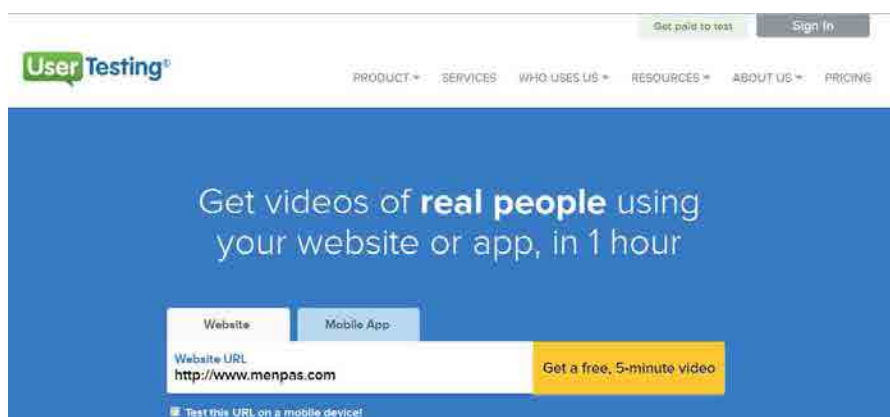 Get paid to test
Sign In
User Testing®
PRODUCT
SERVICES
WHO USES US
RESOURCES
ABOUT US
PRICING
Get videos of real people using
your website or app, in 1 hour
Website
Mobile App
Website URL
http://www.menpas.com
Get a free, 5-minute video
Test this URL on a mobile device!